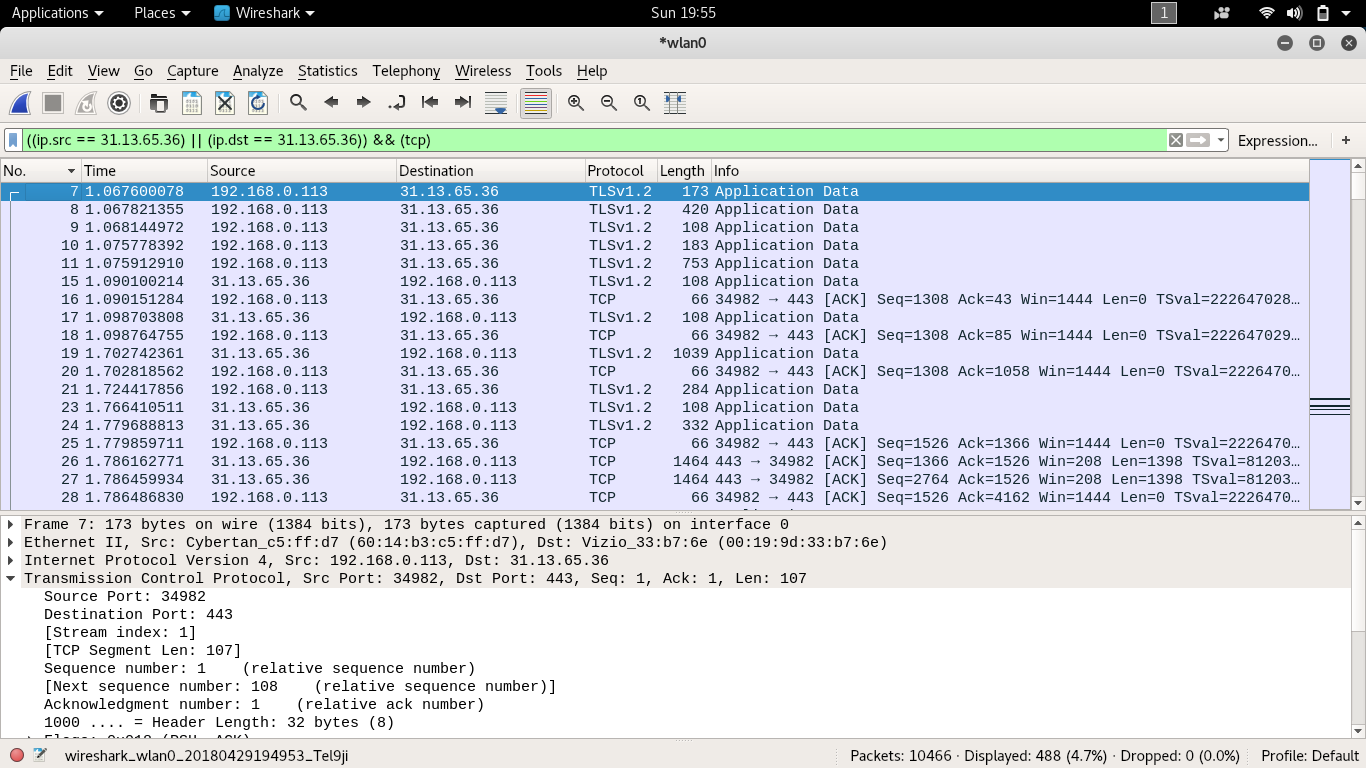 Applications Places Wireshark Sun 19:55 1
*wlan0
File Edit View Go Capture Analyze Statistics Telephony Wireless Tools Help
((ip.src == 31.13.65.36) || (ip.dst == 31.13.65.36)) && (tcp) Expression… +
No. Time Source Destination Protocol Length Info
7 1.067600078 192.168.0.113 31.13.65.36 TLSv1.2 173 Application Data
8 1.067821355 192.168.0.113 31.13.65.36 TLSv1.2 420 Application Data
9 1.068144972 192.168.0.113 31.13.65.36 TLSv1.2 108 Application Data
10 1.075778392 192.168.0.113 31.13.65.36 TLSv1.2 183 Application Data
11 1.075912910 192.168.0.113 31.13.65.36 TLSv1.2 753 Application Data
15 1.090100214 31.13.65.36 192.168.0.113 TLSv1.2 108 Application Data
16 1.090151284 192.168.0.113 31.13.65.36 TCP 66 34982 → 443 [ACK] Seq=1308 Ack=43 Win=1444 Len=0 TSval=222647028…
17 1.098703808 31.13.65.36 192.168.0.113 TLSv1.2 108 Application Data
18 1.098764755 192.168.0.113 31.13.65.36 TCP 66 34982 → 443 [ACK] Seq=1308 Ack=85 Win=1444 Len=0 TSval=222647029…
19 1.702742361 31.13.65.36 192.168.0.113 TLSv1.2 1039 Application Data
20 1.702818562 192.168.0.113 31.13.65.36 TCP 66 34982 → 443 [ACK] Seq=1308 Ack=1058 Win=1444 Len=0 TSval=2226470…
21 1.724417856 192.168.0.113 31.13.65.36 TLSv1.2 284 Application Data
23 1.766410511 31.13.65.36 192.168.0.113 TLSv1.2 108 Application Data
24 1.779688813 31.13.65.36 192.168.0.113 TLSv1.2 332 Application Data
25 1.779859711 192.168.0.113 31.13.65.36 TCP 66 34982 → 443 [ACK] Seq=1526 Ack=1366 Win=1444 Len=0 TSval=2226470…
26 1.786162771 31.13.65.36 192.168.0.113 TCP 1464 443 → 34982 [ACK] Seq=1366 Ack=1526 Win=208 Len=1398 TSval=81203…
27 1.786459934 31.13.65.36 192.168.0.113 TCP 1464 443 → 34982 [ACK] Seq=2764 Ack=1526 Win=208 Len=1398 TSval=81203…
28 1.786486830 192.168.0.113 31.13.65.36 TCP 66 34982 → 443 [ACK] Seq=1526 Ack=4162 Win=1444 Len=0 TSval=2226470…
Frame 7: 173 bytes on wire (1384 bits), 173 bytes captured (1384 bits) on interface 0
Ethernet II, Src: Cybertan_c5:ff:d7 (60:14:b3:c5:ff:d7), Dst: Vizio_33:b7:6e (00:19:9d:33:b7:6e)
Internet Protocol Version 4, Src: 192.168.0.113, Dst: 31.13.65.36
Transmission Control Protocol, Src Port: 34982, Dst Port: 443, Seq: 1, Ack: 1, Len: 107
Source Port: 34982
Destination Port: 443
[Stream index: 1]
[TCP Segment Len: 107]
Sequence number: 1 (relative sequence number)
[Next sequence number: 108 (relative sequence number)]
Acknowledgment number: 1 (relative ack number)
1000 .... = Header Length: 32 bytes (8)
wireshark_wlan0_20180429194953_Tel9ji Packets: 10466 · Displayed: 488 (4.7%) · Dropped: 0 (0.0%) Profile: Default